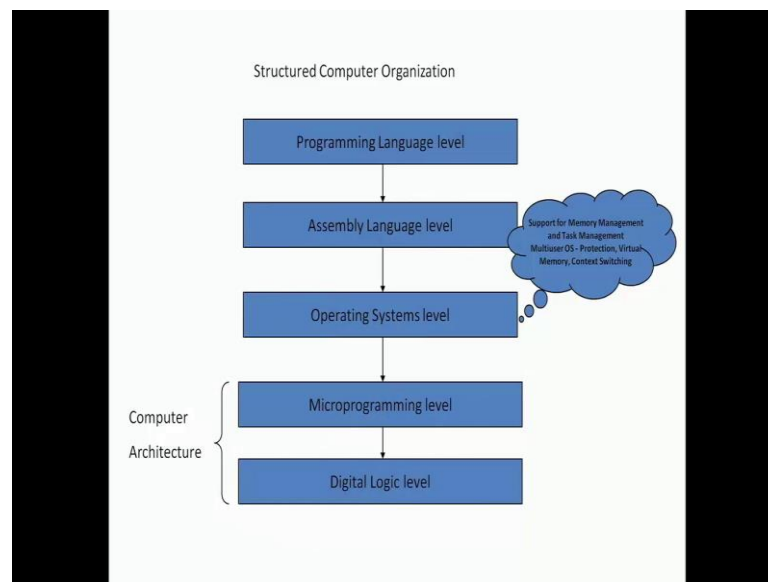 Structured Computer Organization
Programming Language level
Assembly Language level
Support for Memory Management
and Task Management
Multiuser OS - Protection, Virtual
Memory, Context Switching
Operating Systems level
Microprogramming level
Computer
Architecture
Digital Logic level